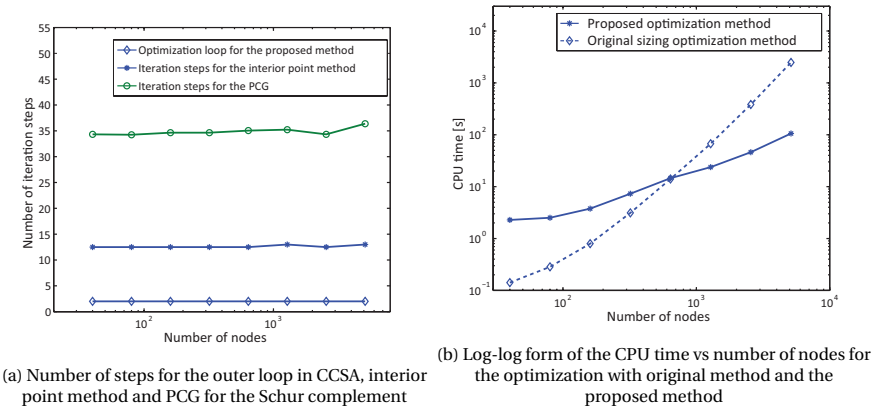 55
50
45
40
35
30
25
20
15
10
5
0
Number of iteration steps
Optimization loop for the proposed method
Iteration steps for the interior point method
Iteration steps for the PCG
10^2
10^3
Number of nodes
(a) Number of steps for the outer loop in CCSA, interior
point method and PCG for the Schur complement
10^4
10^3
10^2
10^1
10^0
10^-1
CPU time [s]
Proposed optimization method
Original sizing optimization method
10^2
10^3
10^4
Number of nodes
(b) Log-log form of the CPU time vs number of nodes for
the optimization with original method and the
proposed method